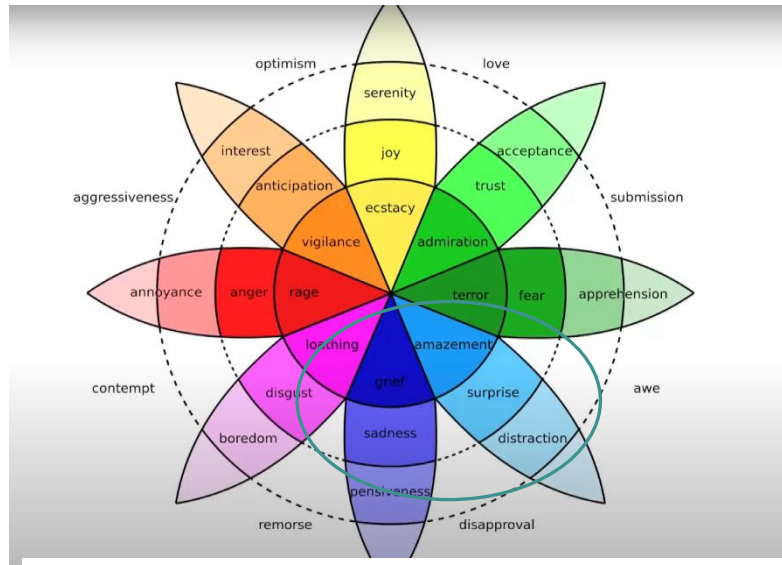 optimism
love
serenity
interest
joy
acceptance
anticipation
trust
aggressiveness
ecstacy
submission
vigilance
admiration
annoyance
anger
rage
terror
fear
apprehension
loathing
amazement
contempt
disgust
grief
surprise
awe
boredom
sadness
distraction
pensiveness
remorse
disapproval